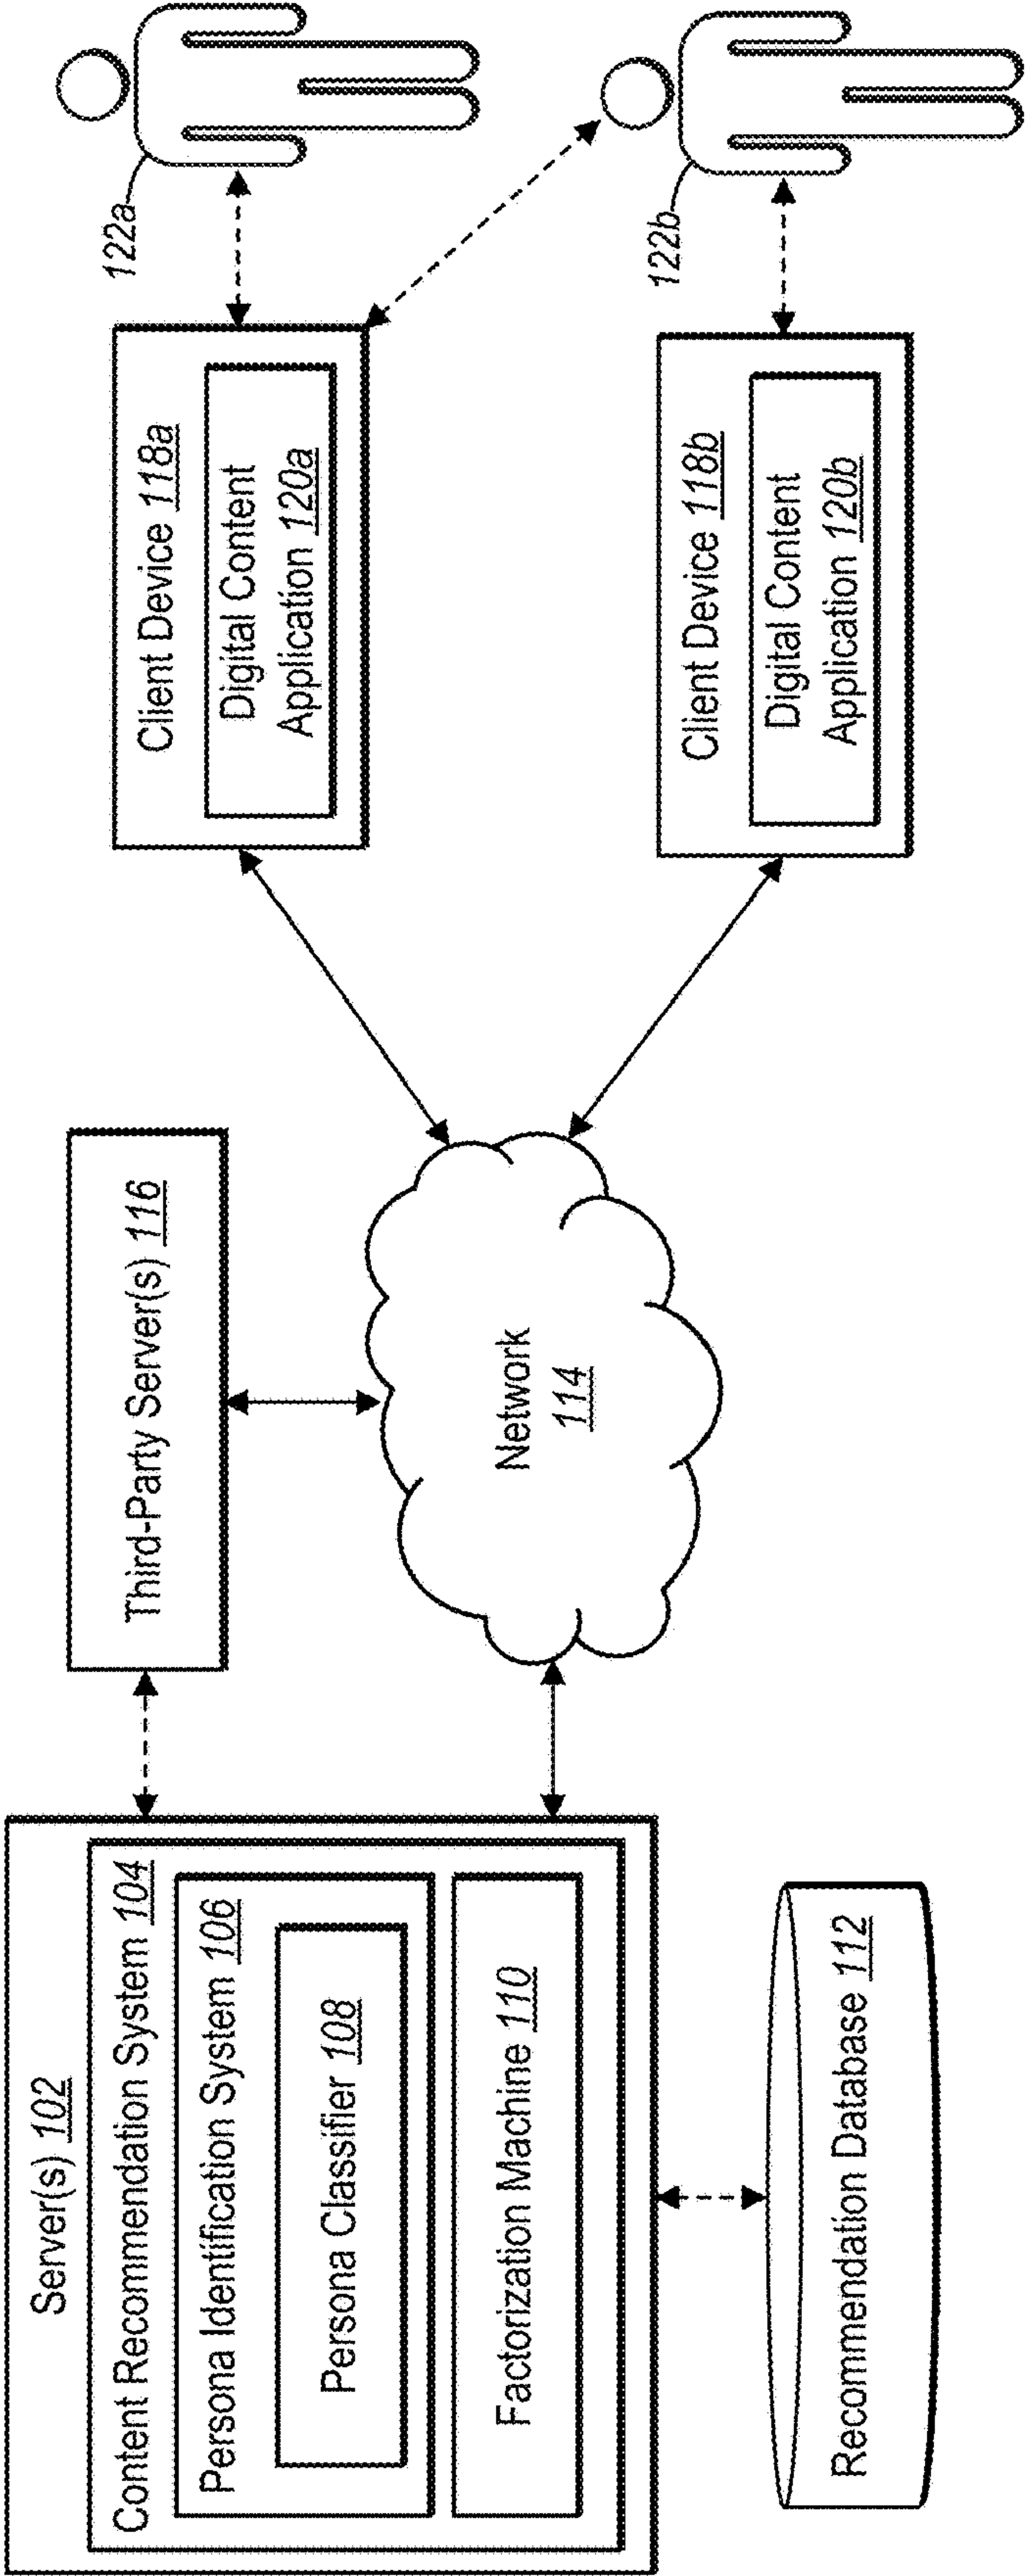 Server(s) 102
Content Recommendation System 104
Persona Identification System 106
Persona Classifier 108
Factorization Machine 110
Recommendation Database 112
Third-Party Server(s) 116
Network
114
Client Device 118a
Digital Content
Application 120a
122a
Client Device 118b
Digital Content
Application 120b
122b